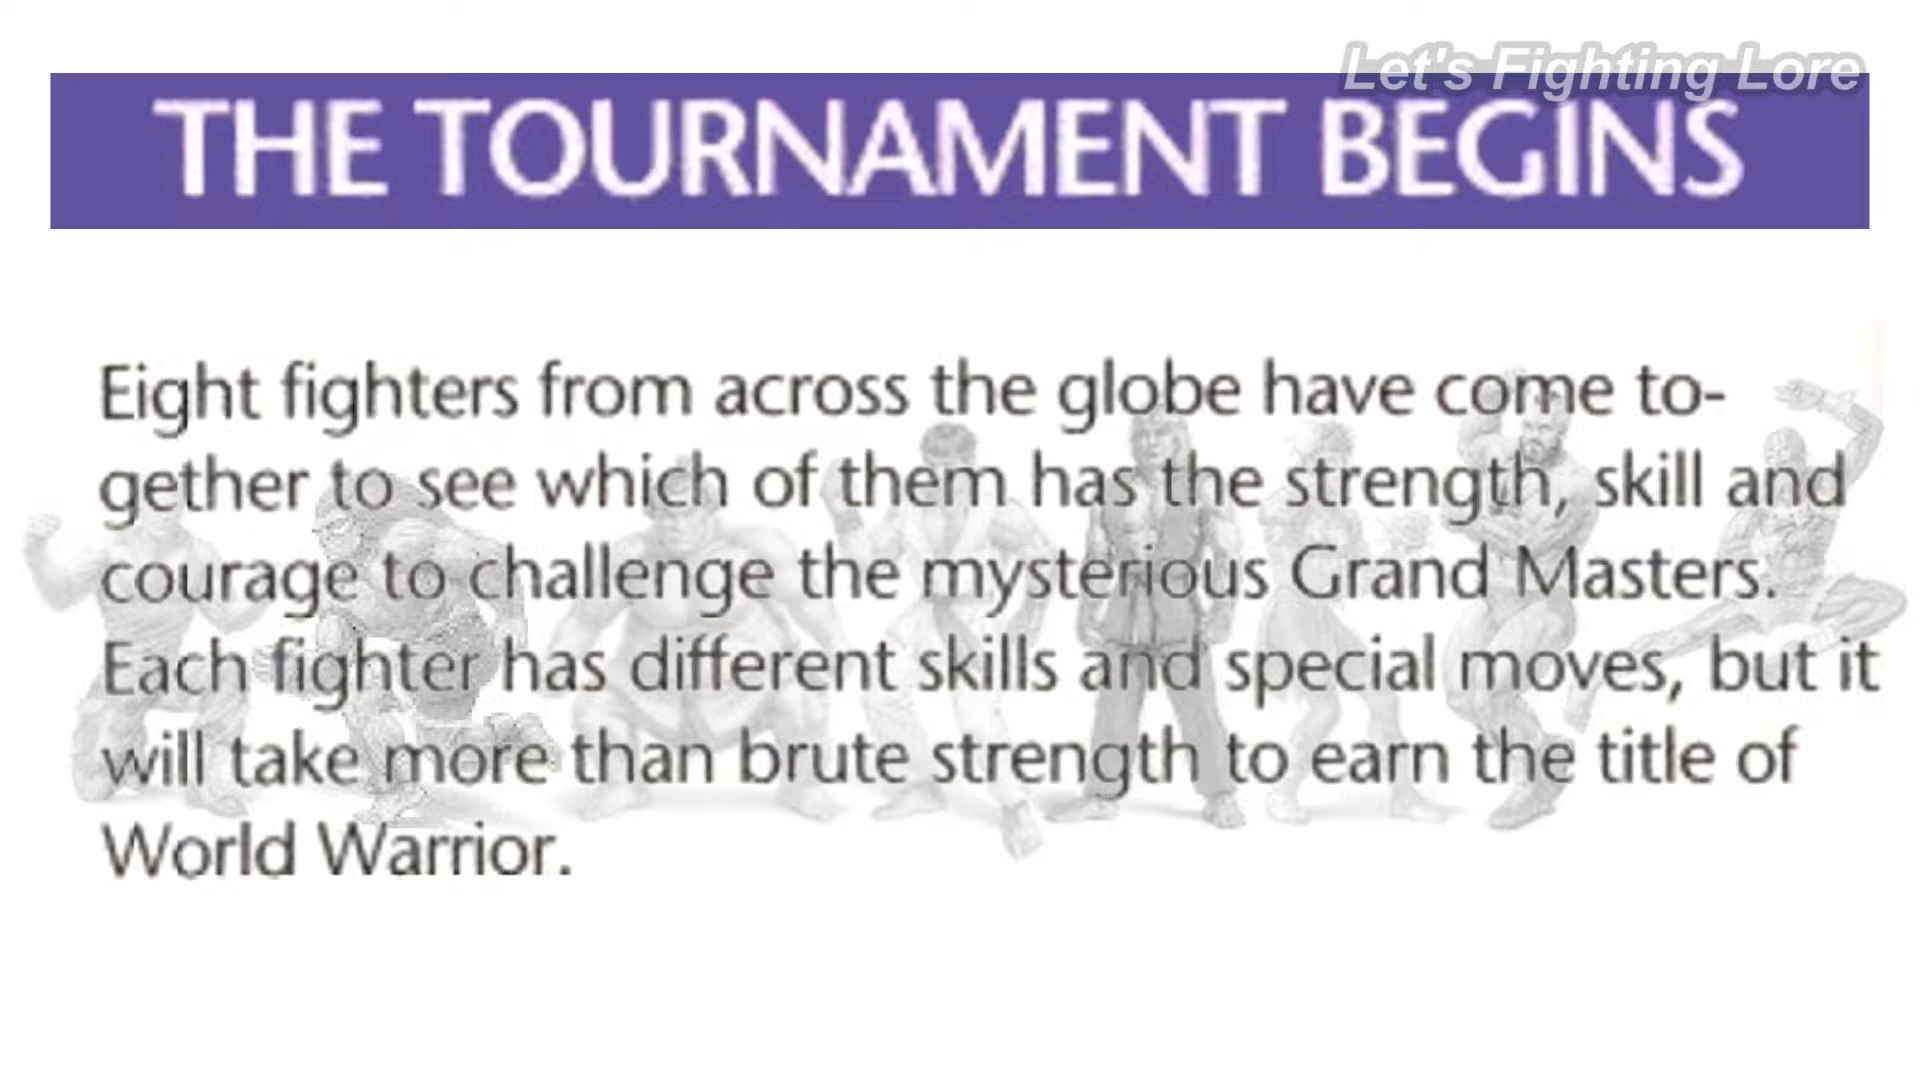 Let's Fighting Lore
THE TOURNAMENT BEGINS
Eight fighters from across the globe have come to-
gether to see which of them has the strength, skill and
courage to challenge the mysterious Grand Masters.
Each fighter has different skills and special moves, but it
will take more than brute strength to earn the title of
World Warrior.